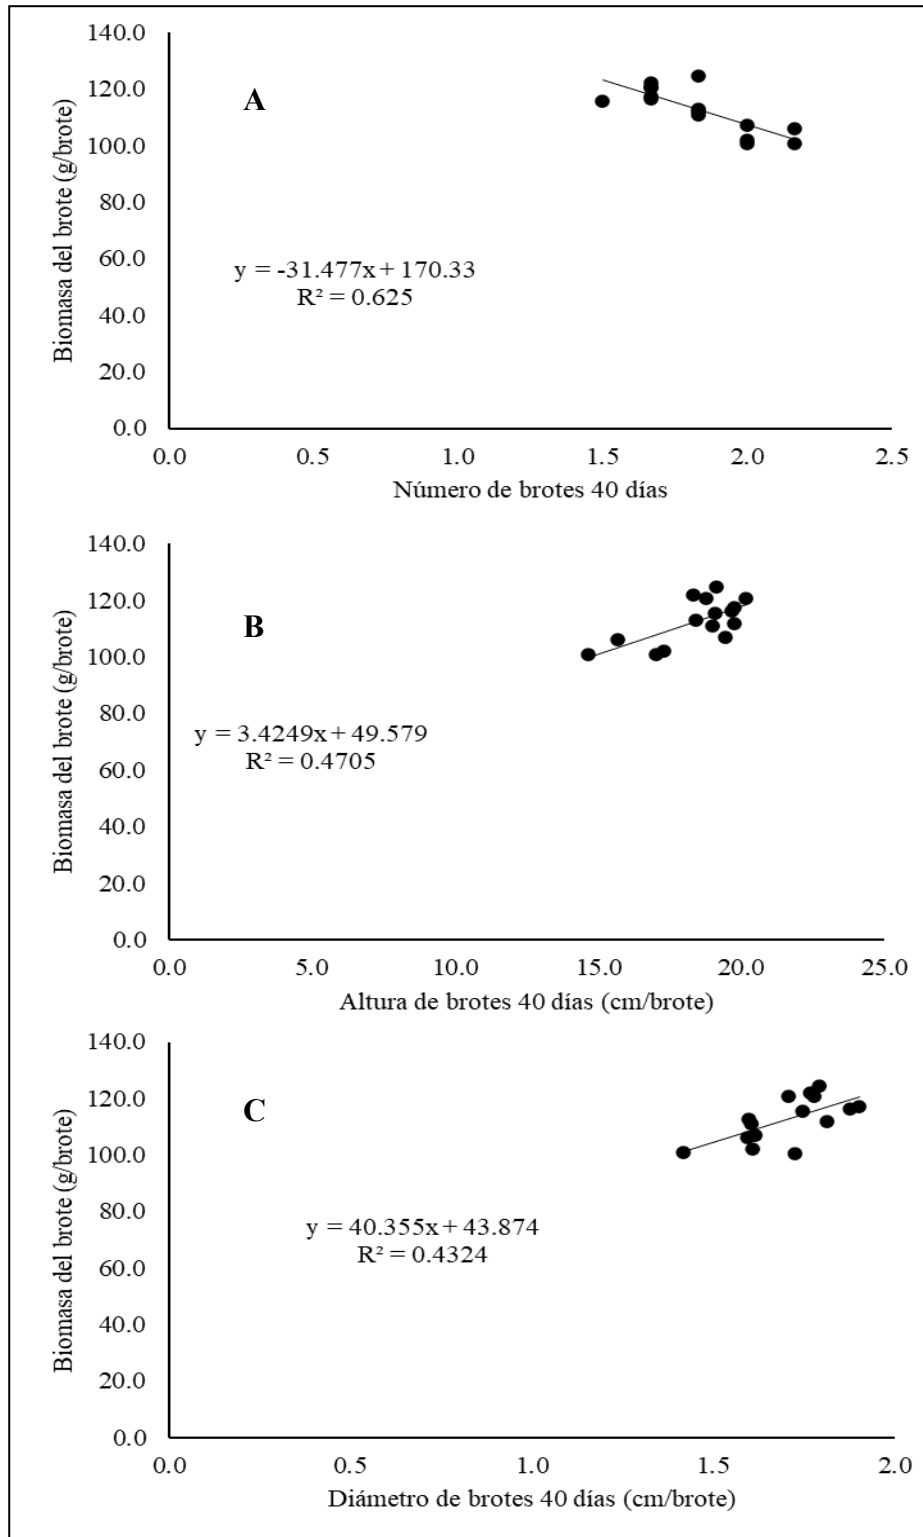 140.0
120.0
100.0
80.0
60.0
40.0
20.0
0.0
Biomasa del brote (g/brote)
A
y = -31.477x + 170.33
R² = 0.625
0.0 0.5 1.0 1.5 2.0 2.5
Número de brotes 40 días
140.0
120.0
100.0
80.0
60.0
40.0
20.0
0.0
Biomasa del brote (g/brote)
B
y = 3.4249x + 49.579
R² = 0.4705
0.0 5.0 10.0 15.0 20.0 25.0
Altura de brotes 40 días (cm/brote)
140.0
120.0
100.0
80.0
60.0
40.0
20.0
0.0
Biomasa del brote (g/brote)
C
y = 40.355x + 43.874
R² = 0.4324
0.0 0.5 1.0 1.5 2.0
Diámetro de brotes 40 días (cm/brote)